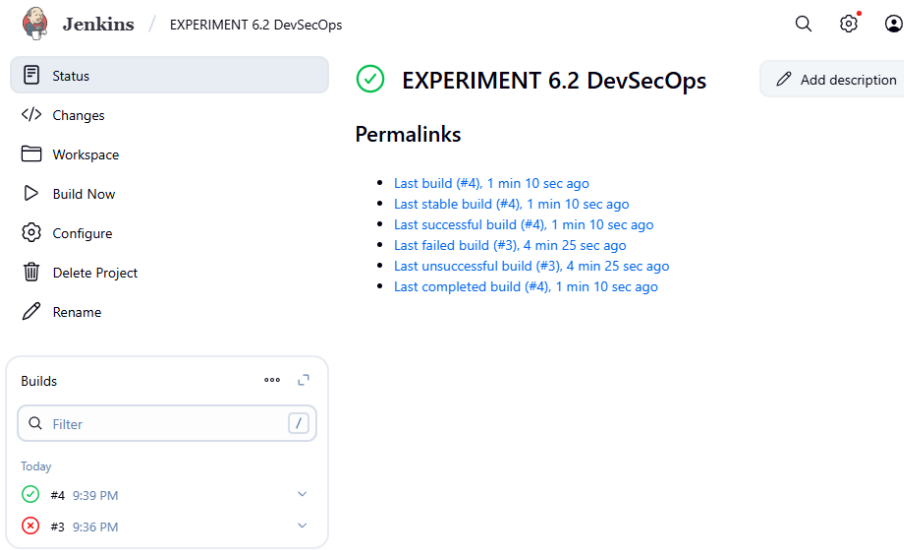 Jenkins / EXPERIMENT 6.2 DevSecOps
Status
Changes
Workspace
Build Now
Configure
Delete Project
Rename
Builds
Filter /
Today
#4 9:39 PM
#3 9:36 PM
EXPERIMENT 6.2 DevSecOps
Add description
Permalinks
Last build (#4), 1 min 10 sec ago
Last stable build (#4), 1 min 10 sec ago
Last successful build (#4), 1 min 10 sec ago
Last failed build (#3), 4 min 25 sec ago
Last unsuccessful build (#3), 4 min 25 sec ago
Last completed build (#4), 1 min 10 sec ago